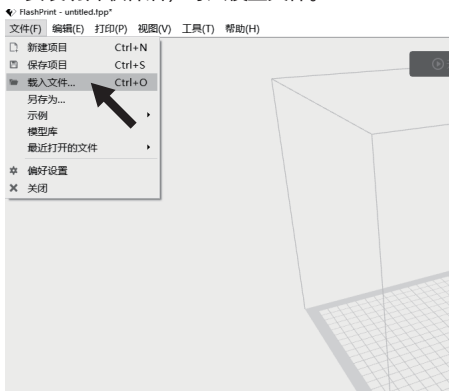 FlashPrint - untitled.fpp*
文件(F) 编辑(E) 打印(P) 视图(V) 工具(T) 帮助(H)
新建项目 Ctrl+N
保存项目 Ctrl+S
载入文件... Ctrl+O
另存为...
示例
模型库
最近打开的文件
偏好设置
关闭